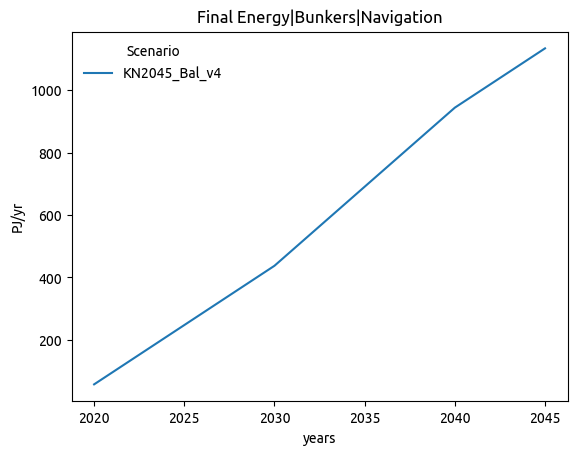 Final Energy|Bunkers|Navigation
Scenario
KN2045_Bal_v4
1000
800
600
400
200
PJ/yr
2020 2025 2030 2035 2040 2045
years